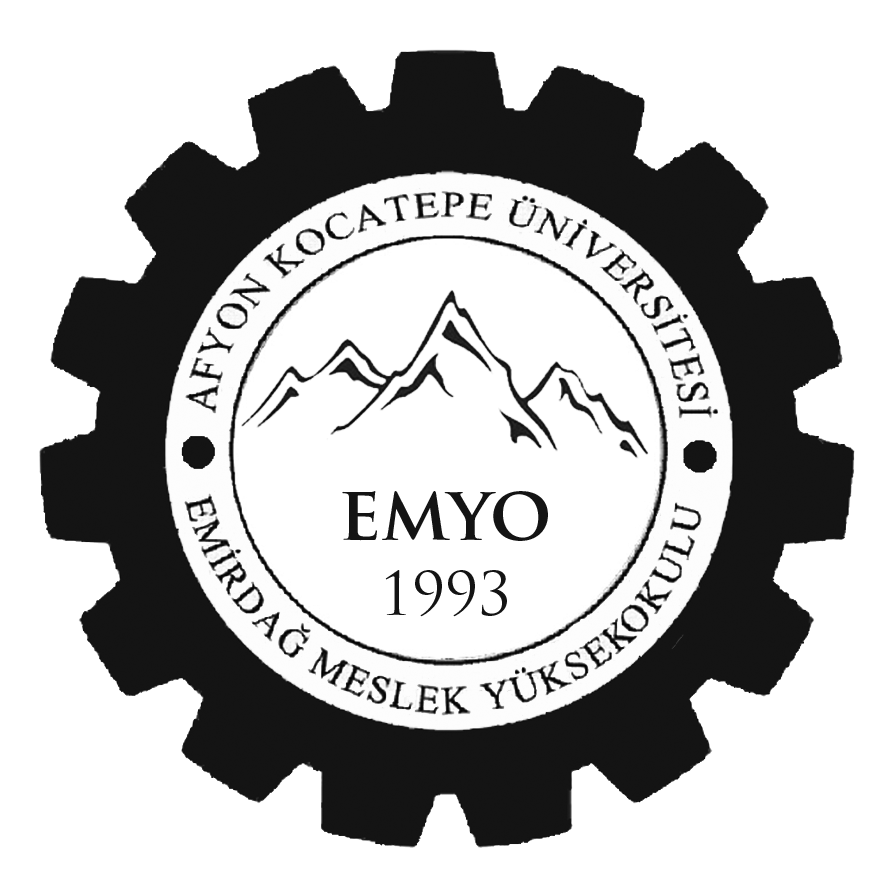 AFYON KOCATEPE ÜNİVERSİTESİ
EMYO
1993
EMİRDAĞ MESLEK YÜKSEKOKULU